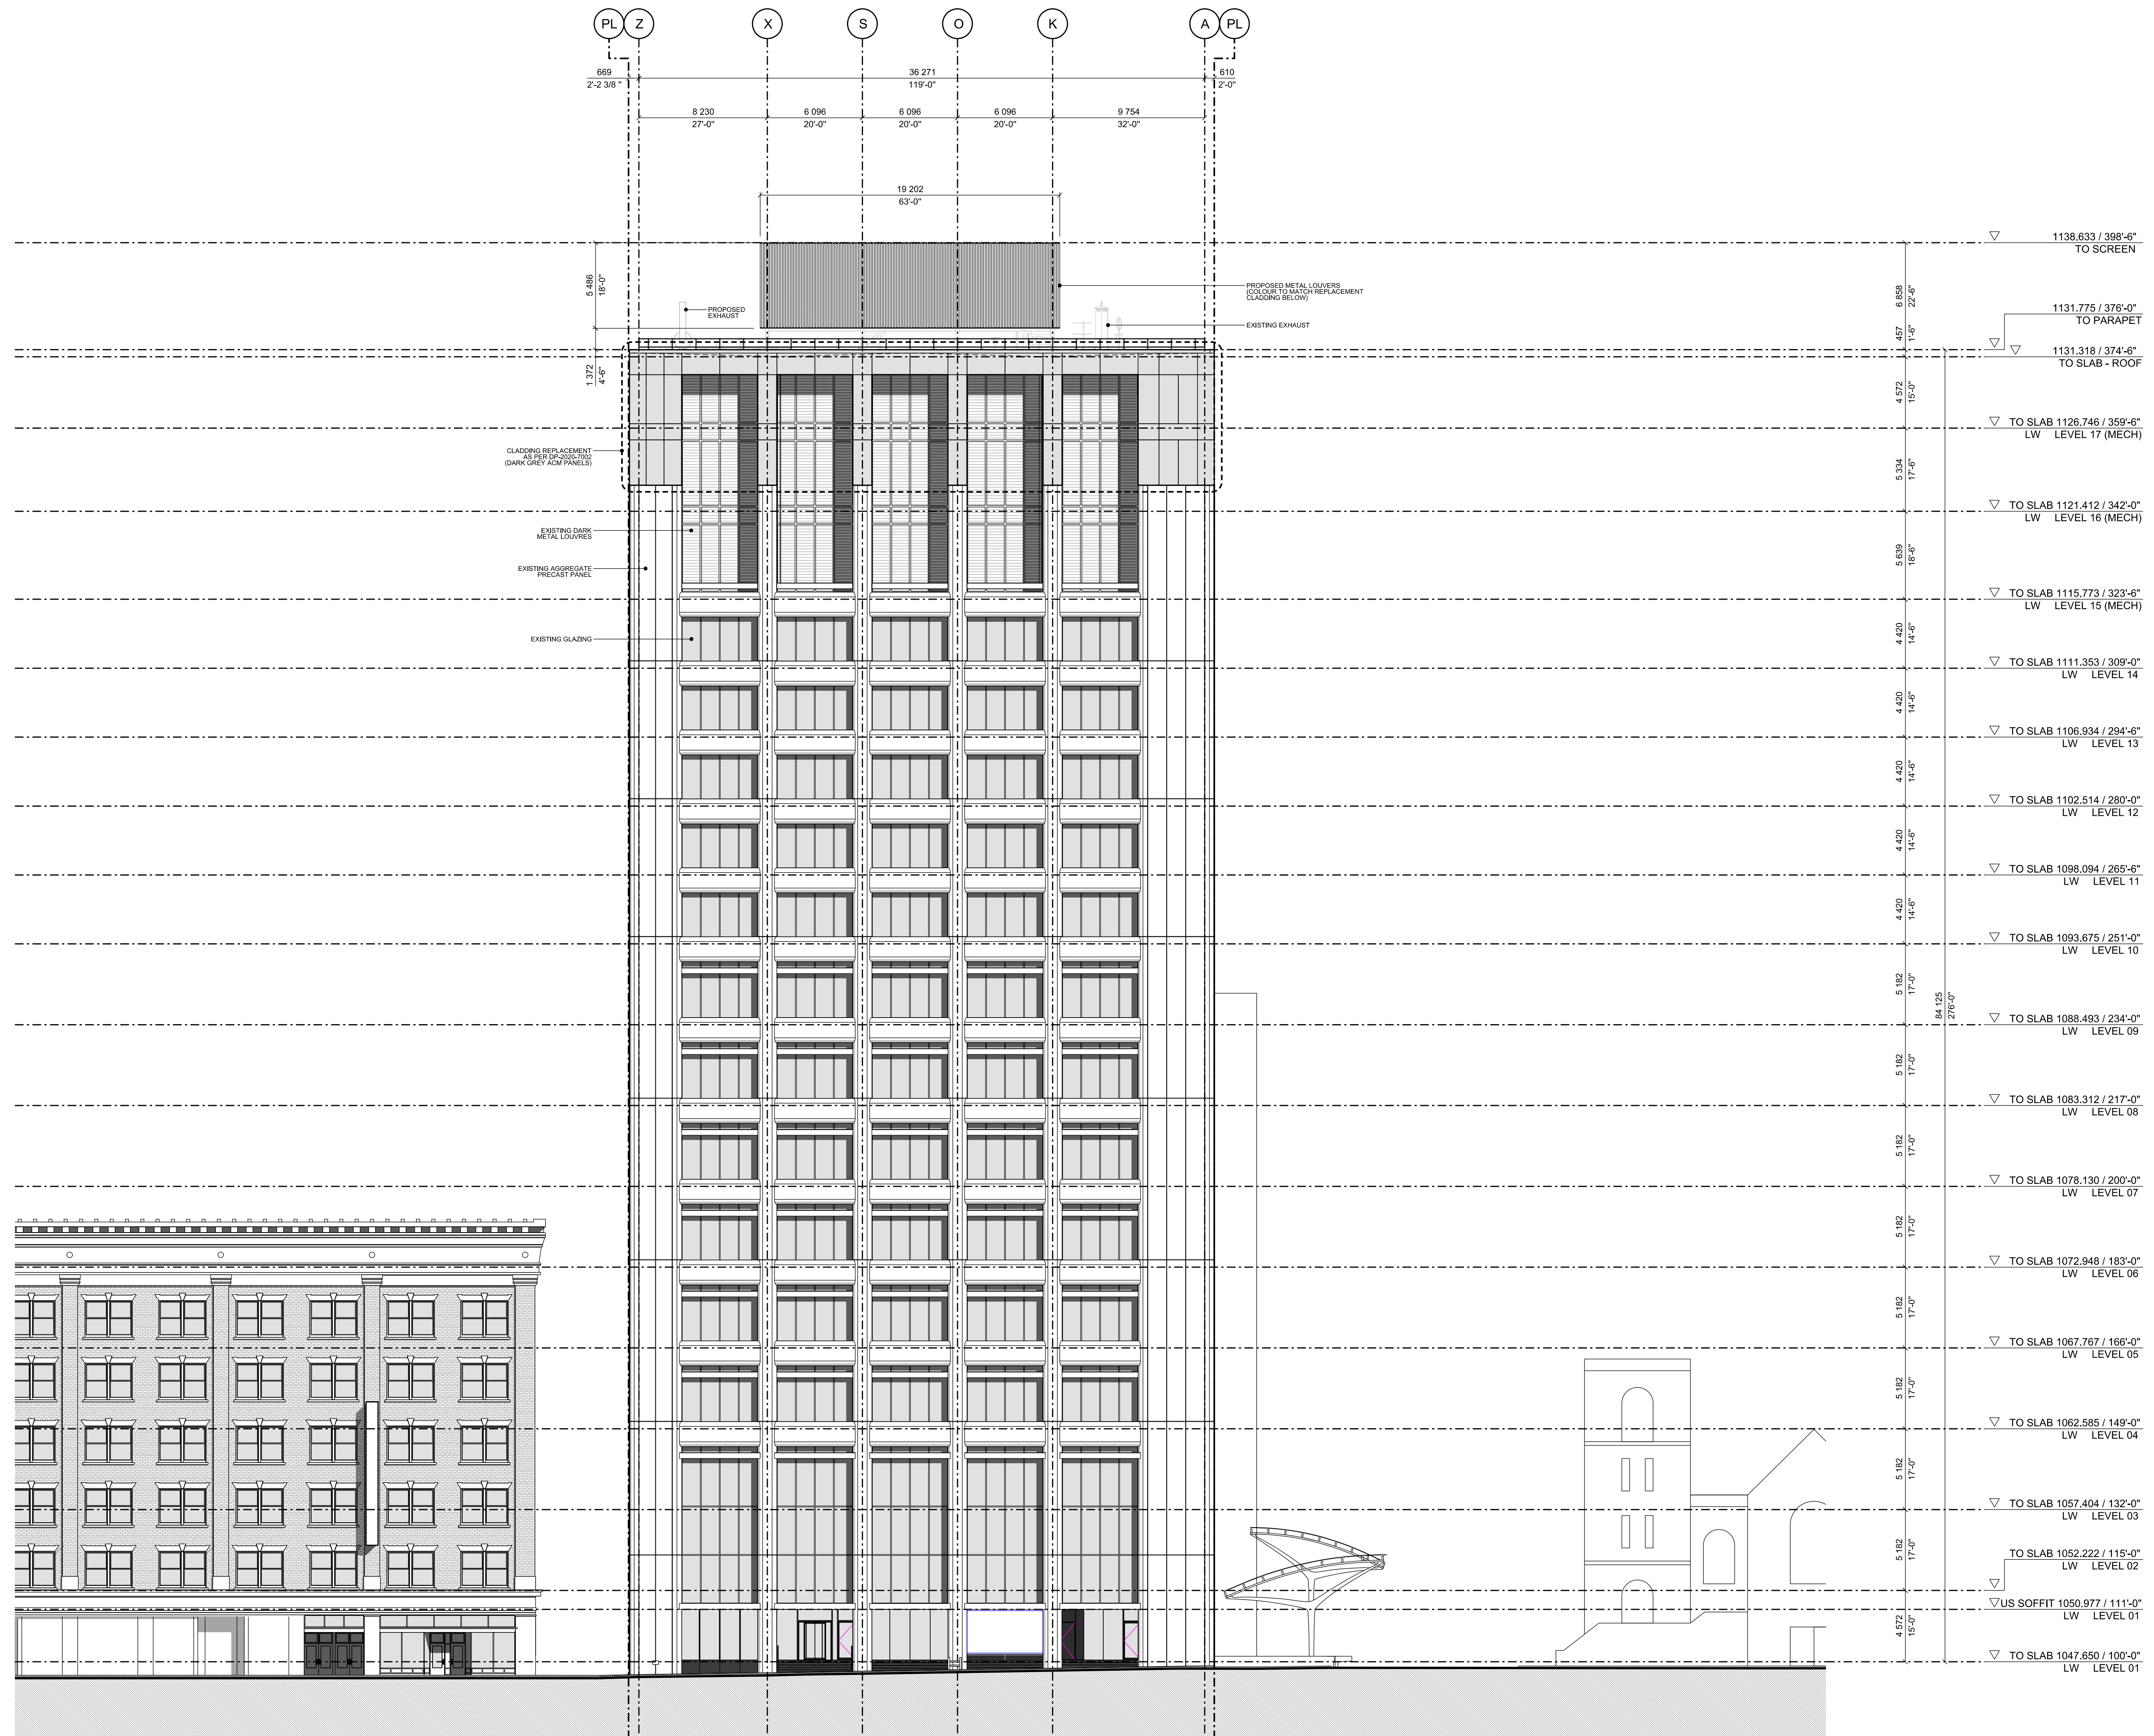 PL Z X S O K A PL
669 36 271 610
2'-2 3/8 " 119'-0" 2'-0"
8 230 6 096 6 096 6 096 9 754
27'-0" 20'-0" 20'-0" 20'-0" 32'-0"
19 202
63'-0"
1138.633 / 398'-6"
TO SCREEN
5 486
18'-0"
PROPOSED
EXHAUST
PROPOSED METAL LOUVERS
(COLOUR TO MATCH REPLACEMENT
CLADDING BELOW)
EXISTING EXHAUST
6 858
22'-6"
457
1'-6"
1131.775 / 376'-0"
TO PARAPET
1131.318 / 374'-6"
TO SLAB - ROOF
1 372
4'-6"
4 572
15'-0"
TO SLAB 1126.746 / 359'-6"
LW LEVEL 17 (MECH)
CLADDING REPLACEMENT
AS PER DP-2020-7002
(DARK GREY ACM PANELS)
5 334
17'-6"
TO SLAB 1121.412 / 342'-0"
LW LEVEL 16 (MECH)
EXISTING DARK
METAL LOUVRES
EXISTING AGGREGATE
PRECAST PANEL
5 639
18'-6"
TO SLAB 1115.773 / 323'-6"
LW LEVEL 15 (MECH)
EXISTING GLAZING
4 420
14'-6"
TO SLAB 1111.353 / 309'-0"
LW LEVEL 14
4 420
14'-6"
TO SLAB 1106.934 / 294'-6"
LW LEVEL 13
4 420
14'-6"
TO SLAB 1102.514 / 280'-0"
LW LEVEL 12
4 420
14'-6"
TO SLAB 1098.094 / 265'-6"
LW LEVEL 11
4 420
14'-6"
TO SLAB 1093.675 / 251'-0"
LW LEVEL 10
5 182
17'-0"
84 125
276'-0"
TO SLAB 1088.493 / 234'-0"
LW LEVEL 09
5 182
17'-0"
TO SLAB 1083.312 / 217'-0"
LW LEVEL 08
5 182
17'-0"
TO SLAB 1078.130 / 200'-0"
LW LEVEL 07
5 182
17'-0"
TO SLAB 1072.948 / 183'-0"
LW LEVEL 06
5 182
17'-0"
TO SLAB 1067.767 / 166'-0"
LW LEVEL 05
5 182
17'-0"
TO SLAB 1062.585 / 149'-0"
LW LEVEL 04
5 182
17'-0"
TO SLAB 1057.404 / 132'-0"
LW LEVEL 03
5 182
17'-0"
TO SLAB 1052.222 / 115'-0"
LW LEVEL 02
US SOFFIT 1050.977 / 111'-0"
LW LEVEL 01
4 572
15'-0"
TO SLAB 1047.650 / 100'-0"
LW LEVEL 01